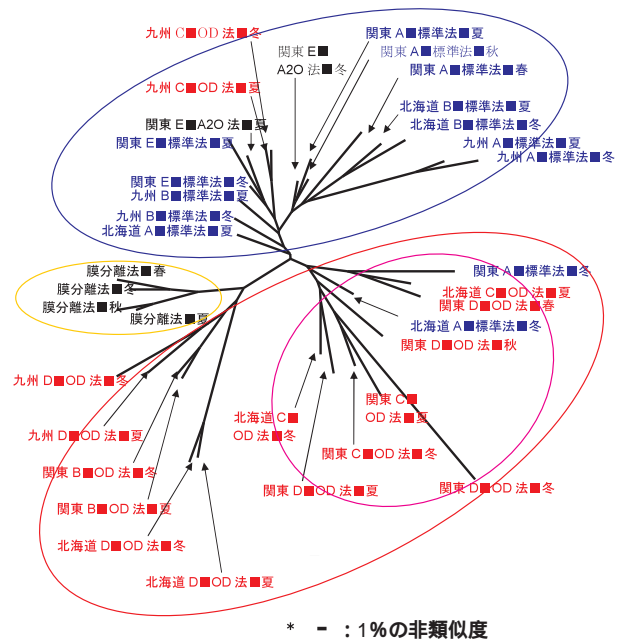 九州 C■OD 法■冬
関東 A■標準法■夏
関東 E■
A2O 法■冬
関東 A■標準法■秋
関東 A■標準法■春
九州 C■OD 法■夏
北海道 B■標準法■夏
関東 E■A2O 法■夏
北海道 B■標準法■冬
関東 E■標準法■夏
九州 A■標準法■夏
九州 A■標準法■冬
関東 E■標準法■冬
九州 B■標準法■夏
九州 B■標準法■冬
北海道 A■標準法■夏
膜分離法■春
関東 A■標準法■冬
膜分離法■冬
北海道 C■OD 法■夏
膜分離法■秋
関東 D■OD 法■春
膜分離法■夏
北海道 A■標準法■冬
関東 D■OD 法■秋
九州 D■OD 法■冬
関東 C■
OD 法■夏
北海道 C■
OD 法■冬
九州 D■OD 法■夏
関東 C■OD 法■冬
関東 B■OD 法■冬
関東 D■OD 法■夏
関東 D■OD 法■冬
関東 B■OD 法■夏
北海道 D■OD 法■冬
北海道 D■OD 法■夏
* - : 1%の非類似度